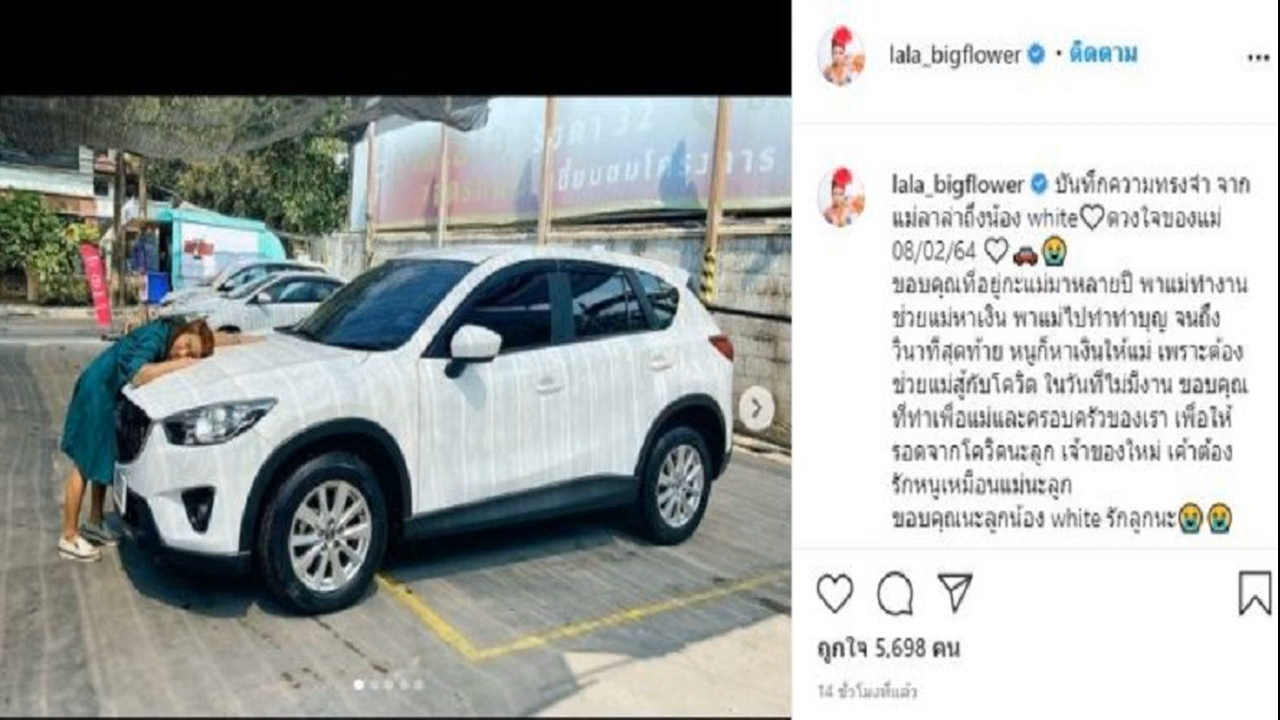 lala_bigflower • ติดตาม
lala_bigflower บันทึกความทรงจำ จาก
แม่ลาล่าถึงน้อง white♡ดวงใจของแม่
08/02/64 ♡🚗😭
ขอบคุณที่อยู่กะแม่มาหลายปี พาแม่ทำงาน
ช่วยแม่หาเงิน พาแม่ไปทำทำบุญ จนถึง
วินาทีสุดท้าย หนูก็หาเงินให้แม่ เพราะต้อง
ช่วยแม่สู้กับโควิด ในวันที่ไม่มีงาน ขอบคุณ
ที่ทำเพื่อแม่และครอบครัวของเรา เพื่อให้
รอดจากโควิดนะลูก เจ้าของใหม่ เค้าต้อง
รักหนูเหมือนแม่นะลูก
ขอบคุณนะลูกน้อง white รักลูกนะ😭😭
ถูกใจ 5,698 คน
14 ชั่วโมงที่แล้ว
32
เยี่ยมชมโครงการ